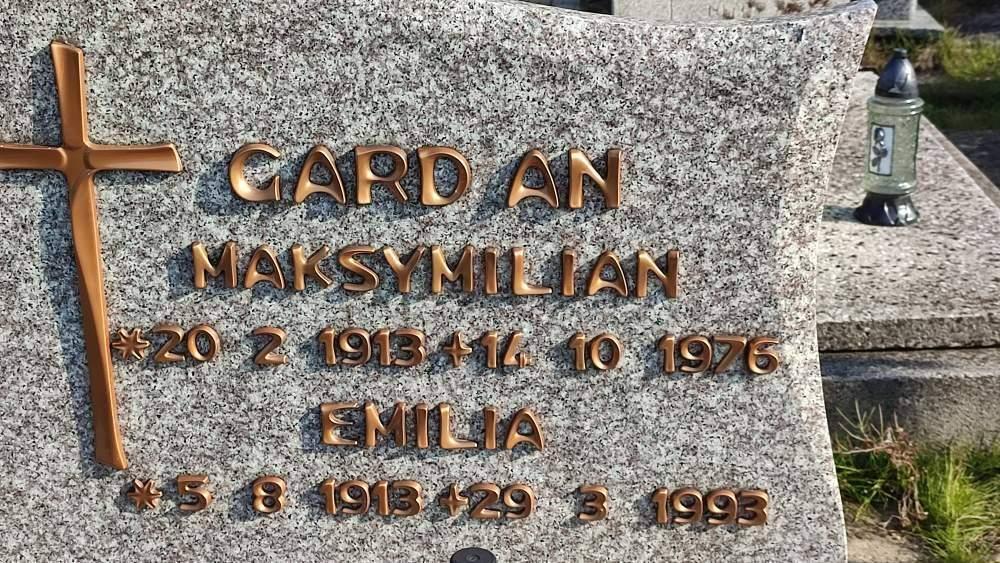 GARD AN
MAKSYMILIAN
*20 2 1913 +14 10 1976
EMILIA
*5 8 1913 +29 3 1993